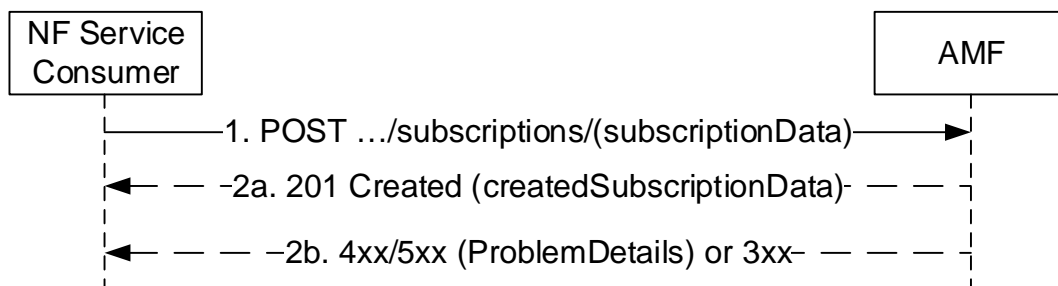 NF Service
Consumer
AMF
1. POST …/subscriptions/(subscriptionData)
2a. 201 Created (createdSubscriptionData)
2b. 4xx/5xx (ProblemDetails) or 3xx